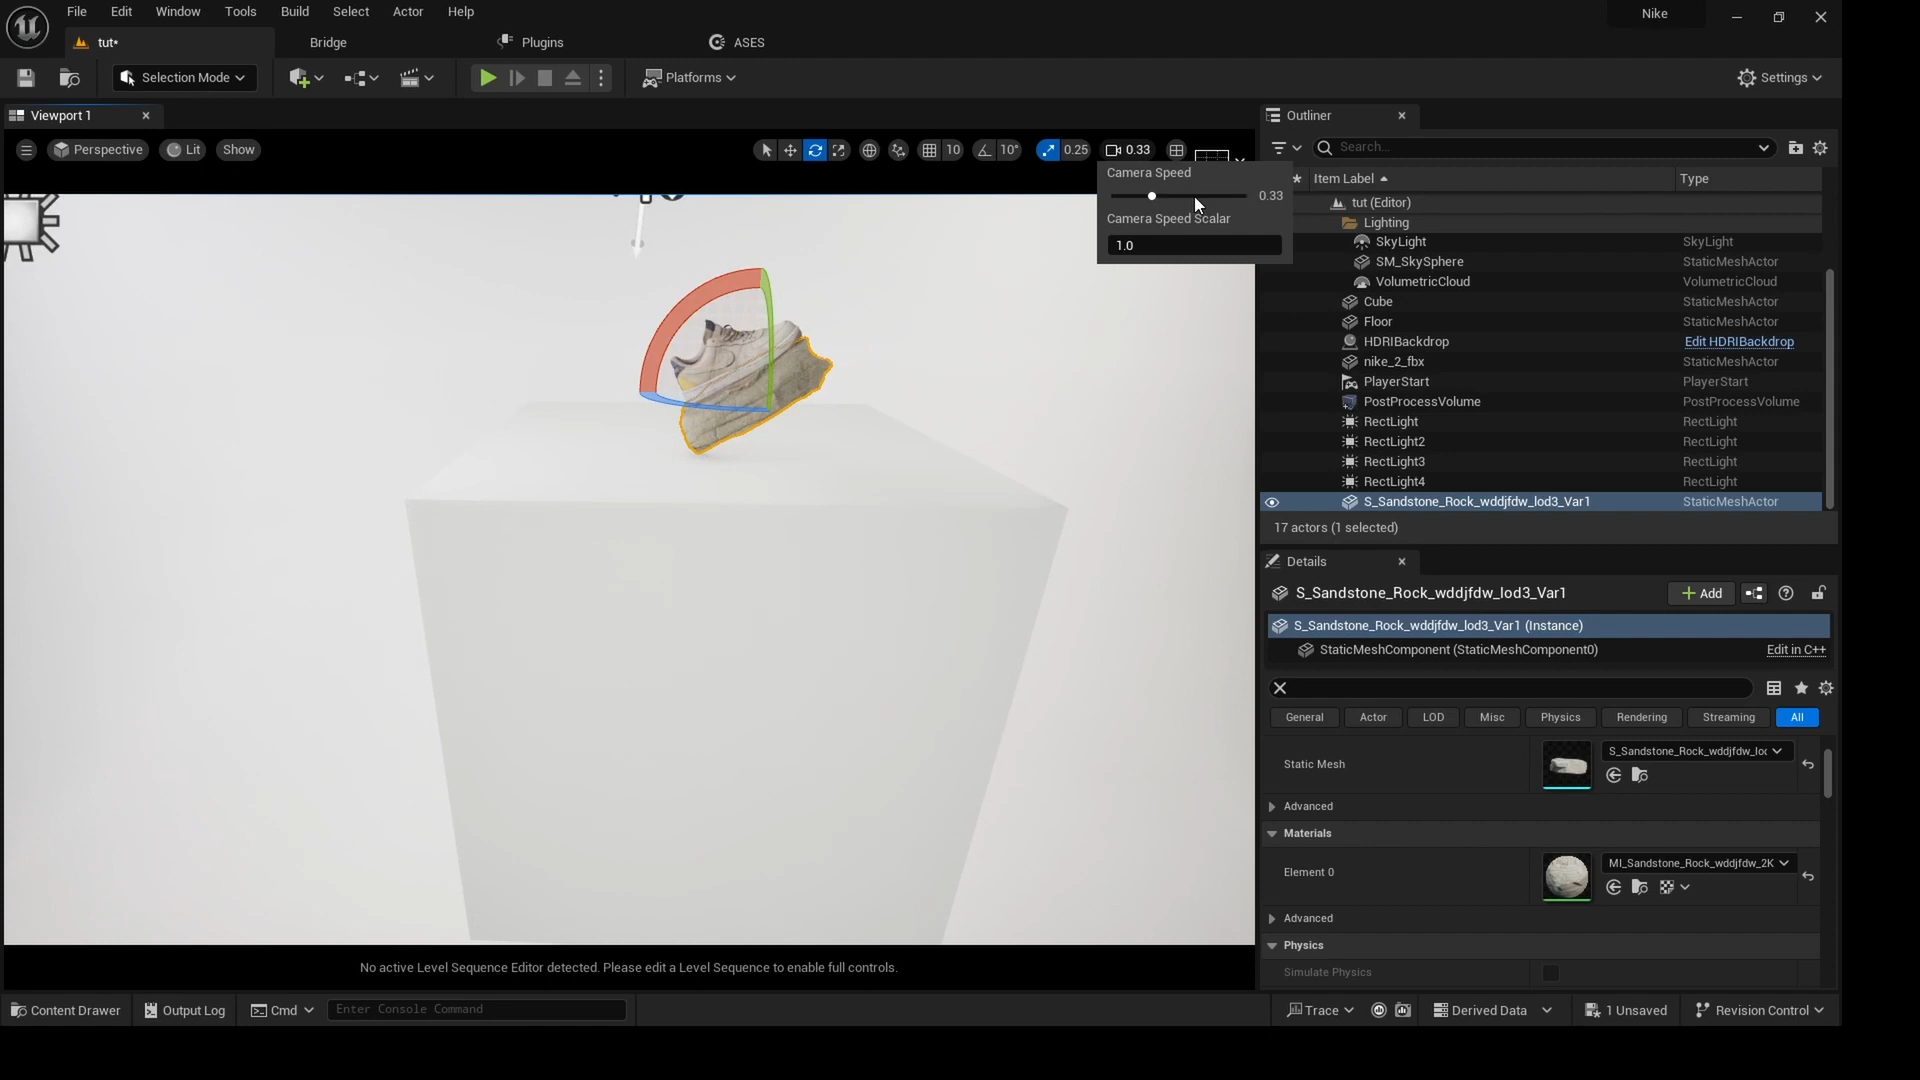 File Edit Window Tools Build Select Actor Help
Nike
tut*
Bridge
Plugins
ASES
Selection Mode
Platforms
Settings
Viewport 1
Perspective
Lit
Show
10
10°
0.25
0.33
Camera Speed
0.33
Camera Speed Scalar
1.0
Outliner
Search...
Item Label
Type
tut (Editor)
Lighting
SkyLight SkyLight
SM_SkySphere StaticMeshActor
VolumetricCloud VolumetricCloud
Cube StaticMeshActor
Floor StaticMeshActor
HDRIBackdrop Edit HDRIBackdrop
nike_2_fbx StaticMeshActor
PlayerStart PlayerStart
PostProcessVolume PostProcessVolume
RectLight RectLight
RectLight2 RectLight
RectLight3 RectLight
RectLight4 RectLight
S_Sandstone_Rock_wddjfdw_lod3_Var1 StaticMeshActor
17 actors (1 selected)
Details
S_Sandstone_Rock_wddjfdw_lod3_Var1
Add
S_Sandstone_Rock_wddjfdw_lod3_Var1 (Instance)
StaticMeshComponent (StaticMeshComponent0) Edit in C++
General Actor LOD Misc Physics Rendering Streaming All
Static Mesh
S_Sandstone_Rock_wddjfdw_lod
Advanced
Materials
Element 0
MI_Sandstone_Rock_wddjfdw_2K
Advanced
Physics
Simulate Physics
No active Level Sequence Editor detected. Please edit a Level Sequence to enable full controls.
Content Drawer
Output Log
Cmd
Enter Console Command
Trace
Derived Data
1 Unsaved
Revision Control